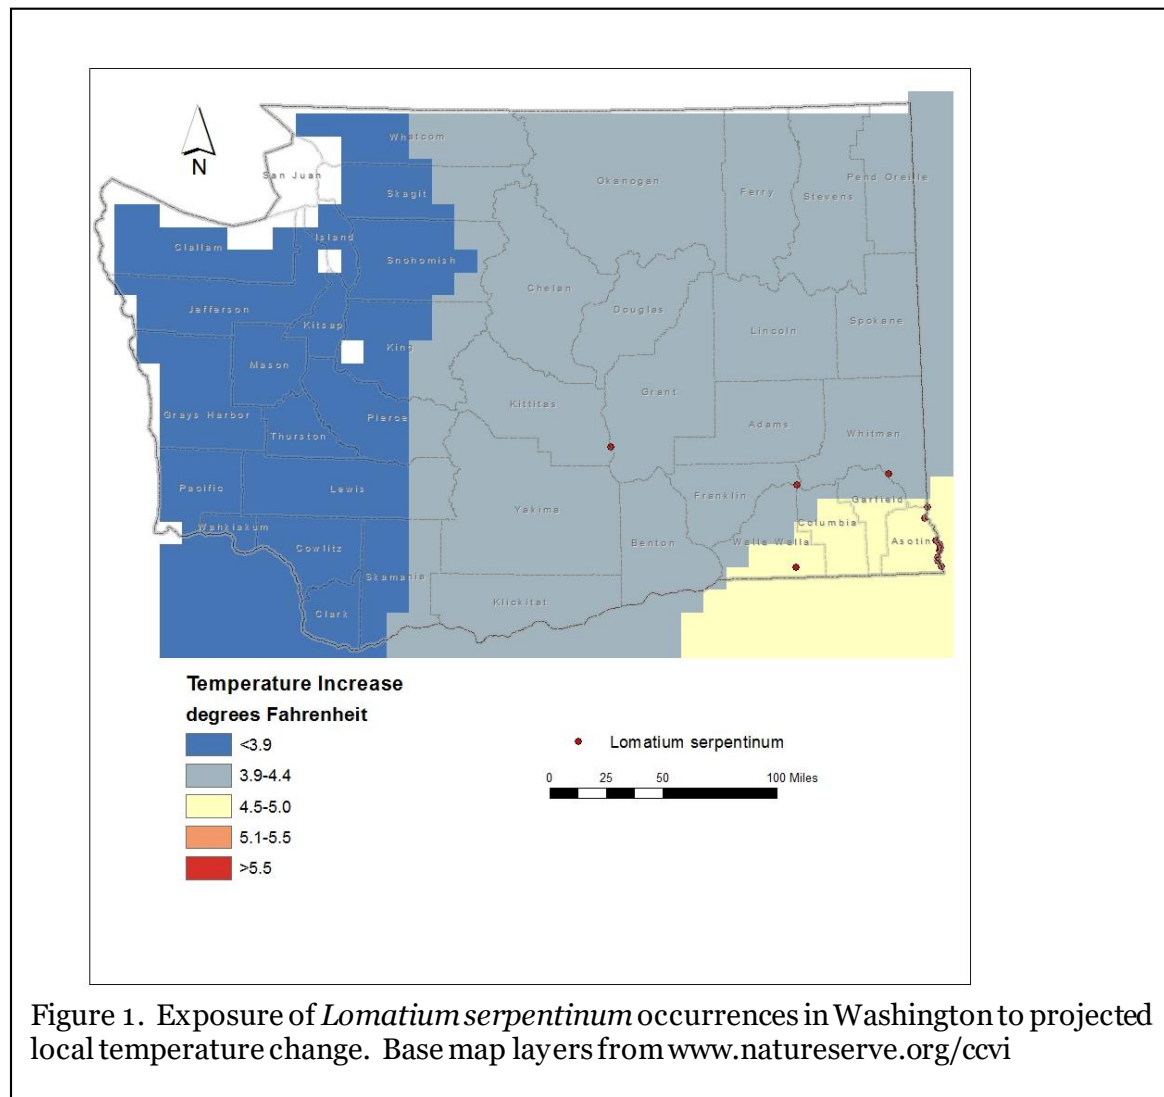 N
Whatcom
San Juan
Skagit
Okanogan
Ferry
Stevens
Pend Oreille
Island
Clallam
Snohomish
Chelan
Jefferson
Douglas
Kitsap
Lincoln
Spokane
King
Mason
Grant
Kittitas
Grays Harbor
Pierce
Adams
Whitman
Thurston
Pacific
Lewis
Franklin
Garfield
Yakima
Columbia
Wahkiakum
Benton
Walla Walla
Asotin
Cowlitz
Skamania
Klickitat
Clark
Temperature Increase
degrees Fahrenheit
<3.9
3.9-4.4
4.5-5.0
5.1-5.5
>5.5
Lomatium serpentinum
0 25 50 100 Miles
Figure 1. Exposure of Lomatium serpentinum occurrences in Washington to projected
local temperature change. Base map layers from www.natureserve.org/ccvi